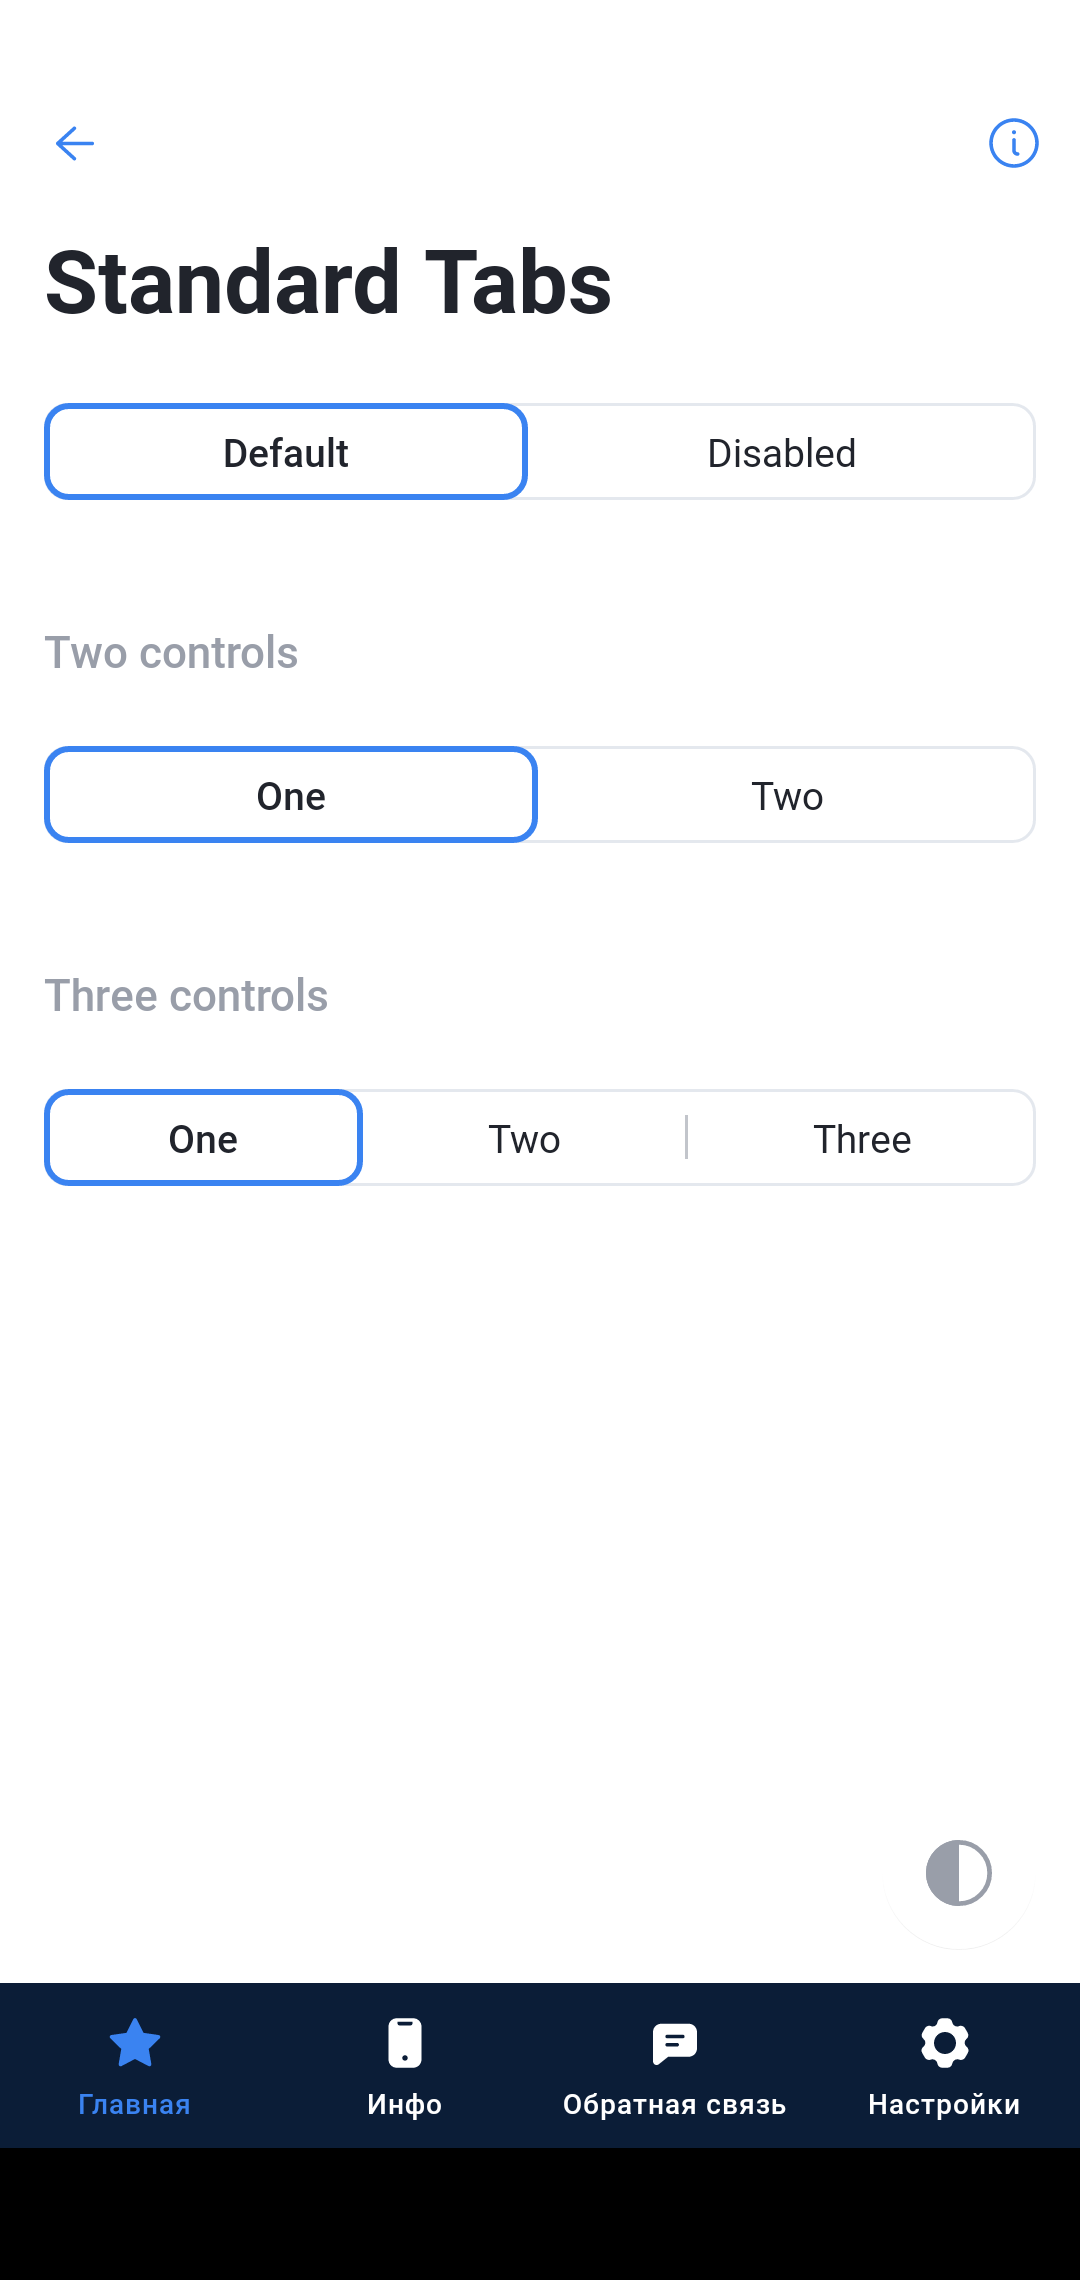 Standard Tabs
Default Disabled
Two controls
One Two
Three controls
One Two Three
Главная Инфо Обратная связь Настройки